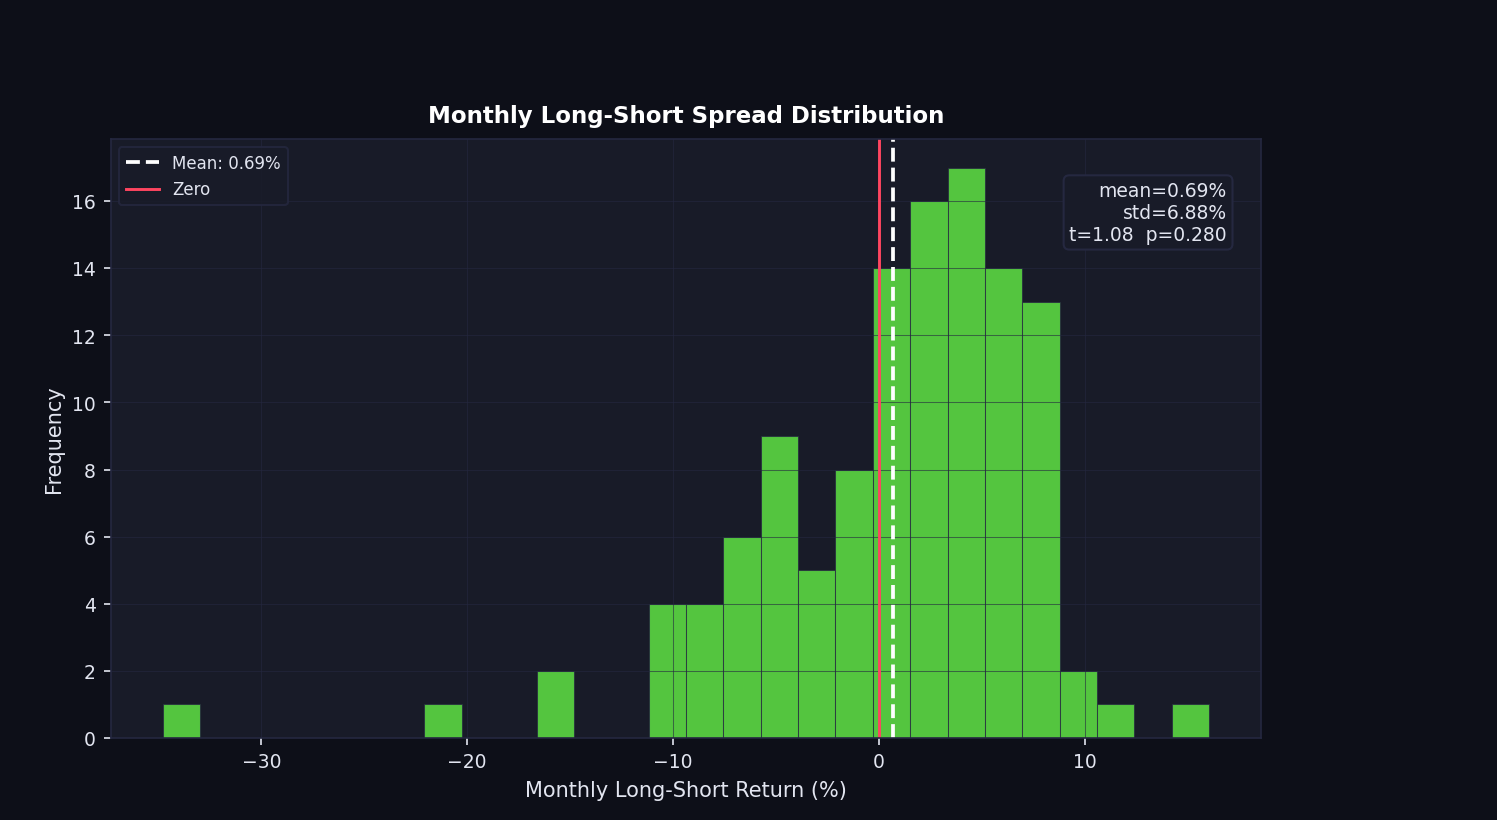 Monthly Long-Short Spread Distribution
Mean: 0.69%
Zero
mean=0.69%
std=6.88%
t=1.08  p=0.280
Frequency
16
14
12
10
8
6
4
2
0
−30
−20
−10
0
10
Monthly Long-Short Return (%)